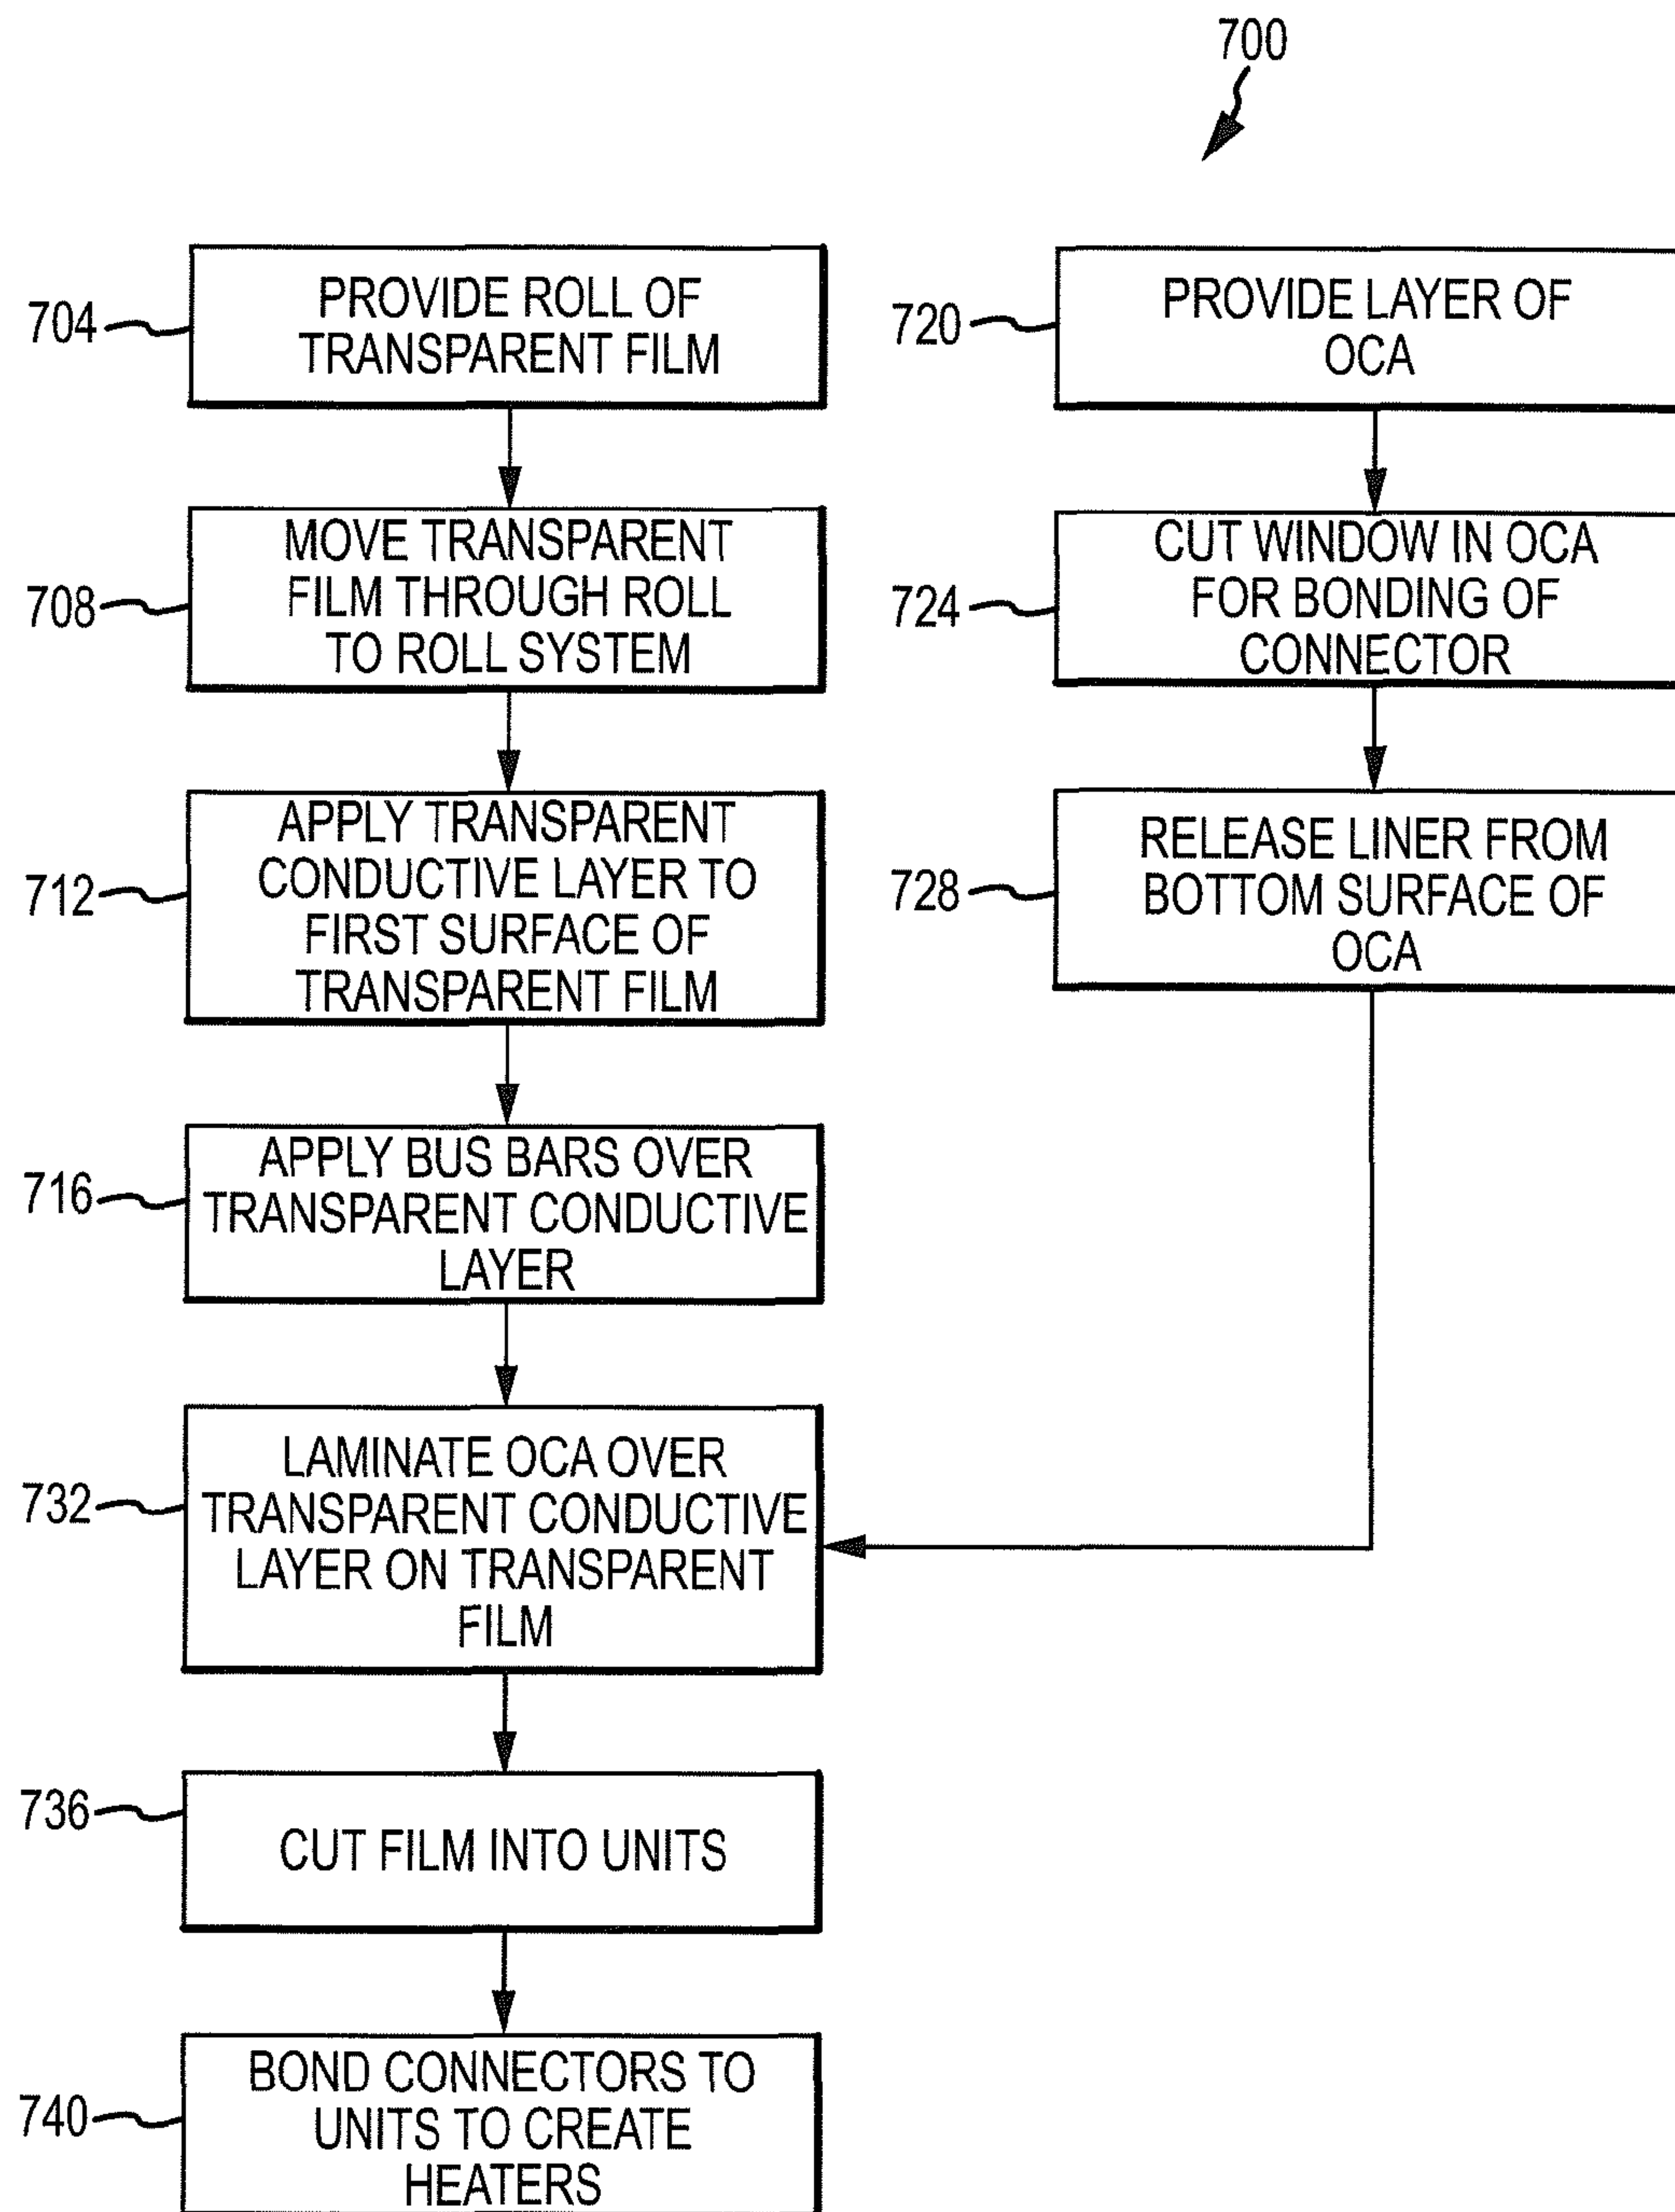 700
704
PROVIDE ROLL OF
TRANSPARENT FILM
708
MOVE TRANSPARENT
FILM THROUGH ROLL
TO ROLL SYSTEM
712
APPLY TRANSPARENT
CONDUCTIVE LAYER TO
FIRST SURFACE OF
TRANSPARENT FILM
716
APPLY BUS BARS OVER
TRANSPARENT CONDUCTIVE
LAYER
720
PROVIDE LAYER OF
OCA
724
CUT WINDOW IN OCA
FOR BONDING OF
CONNECTOR
728
RELEASE LINER FROM
BOTTOM SURFACE OF
OCA
732
LAMINATE OCA OVER
TRANSPARENT CONDUCTIVE
LAYER ON TRANSPARENT
FILM
736
CUT FILM INTO UNITS
740
BOND CONNECTORS TO
UNITS TO CREATE
HEATERS